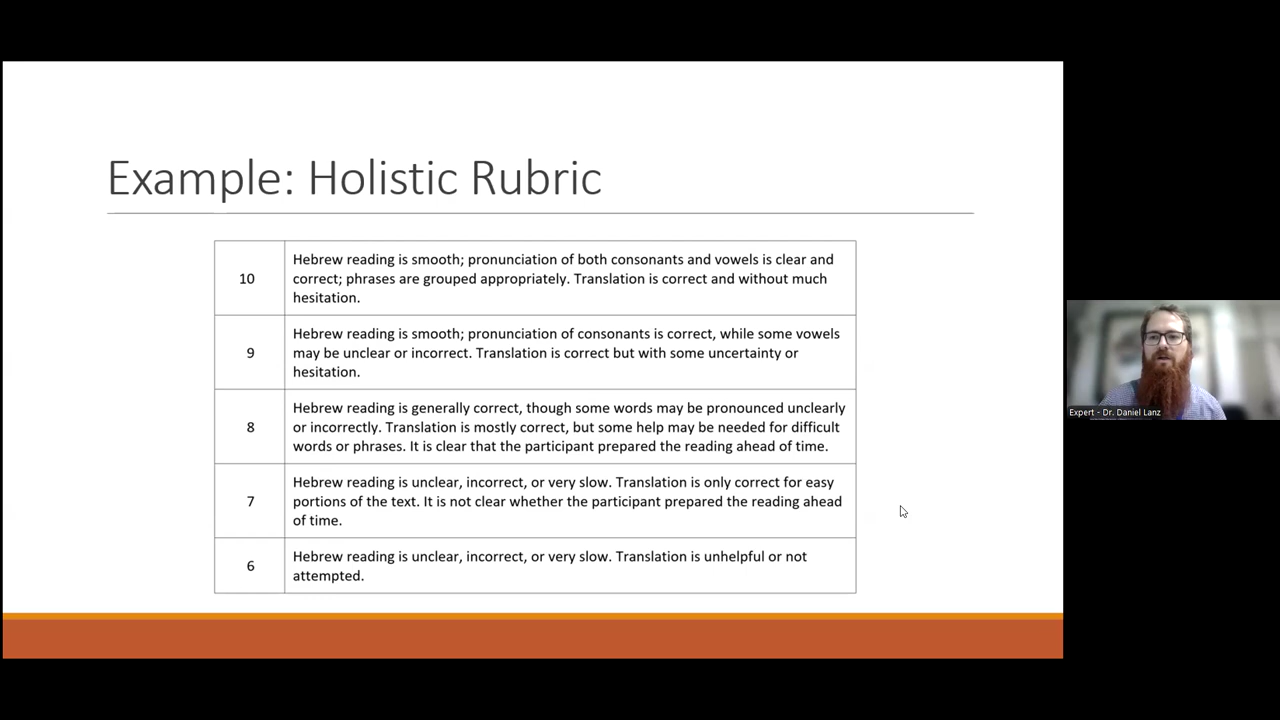 Example: Holistic Rubric
10
Hebrew reading is smooth; pronunciation of both consonants and vowels is clear and
correct; phrases are grouped appropriately. Translation is correct and without much
hesitation.
9
Hebrew reading is smooth; pronunciation of consonants is correct, while some vowels
may be unclear or incorrect. Translation is correct but with some uncertainty or
hesitation.
8
Hebrew reading is generally correct, though some words may be pronounced unclearly
or incorrectly. Translation is mostly correct, but some help may be needed for difficult
words or phrases. It is clear that the participant prepared the reading ahead of time.
7
Hebrew reading is unclear, incorrect, or very slow. Translation is only correct for easy
portions of the text. It is not clear whether the participant prepared the reading ahead
of time.
6
Hebrew reading is unclear, incorrect, or very slow. Translation is unhelpful or not
attempted.
Expert - Dr. Daniel Lanz